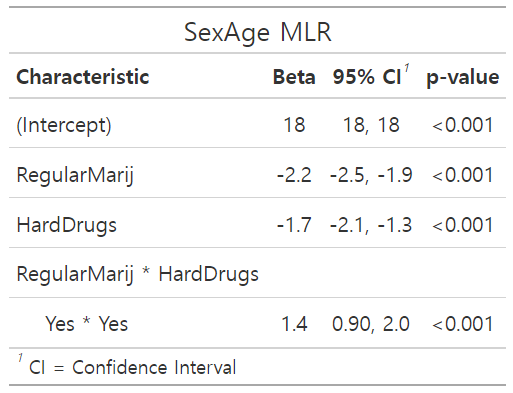 SexAge MLR
Characteristic Beta 95% CI1 p-value
(Intercept) 18 18, 18 <0.001
RegularMarij -2.2 -2.5, -1.9 <0.001
HardDrugs -1.7 -2.1, -1.3 <0.001
RegularMarij * HardDrugs
Yes * Yes 1.4 0.90, 2.0 <0.001
1 CI = Confidence Interval